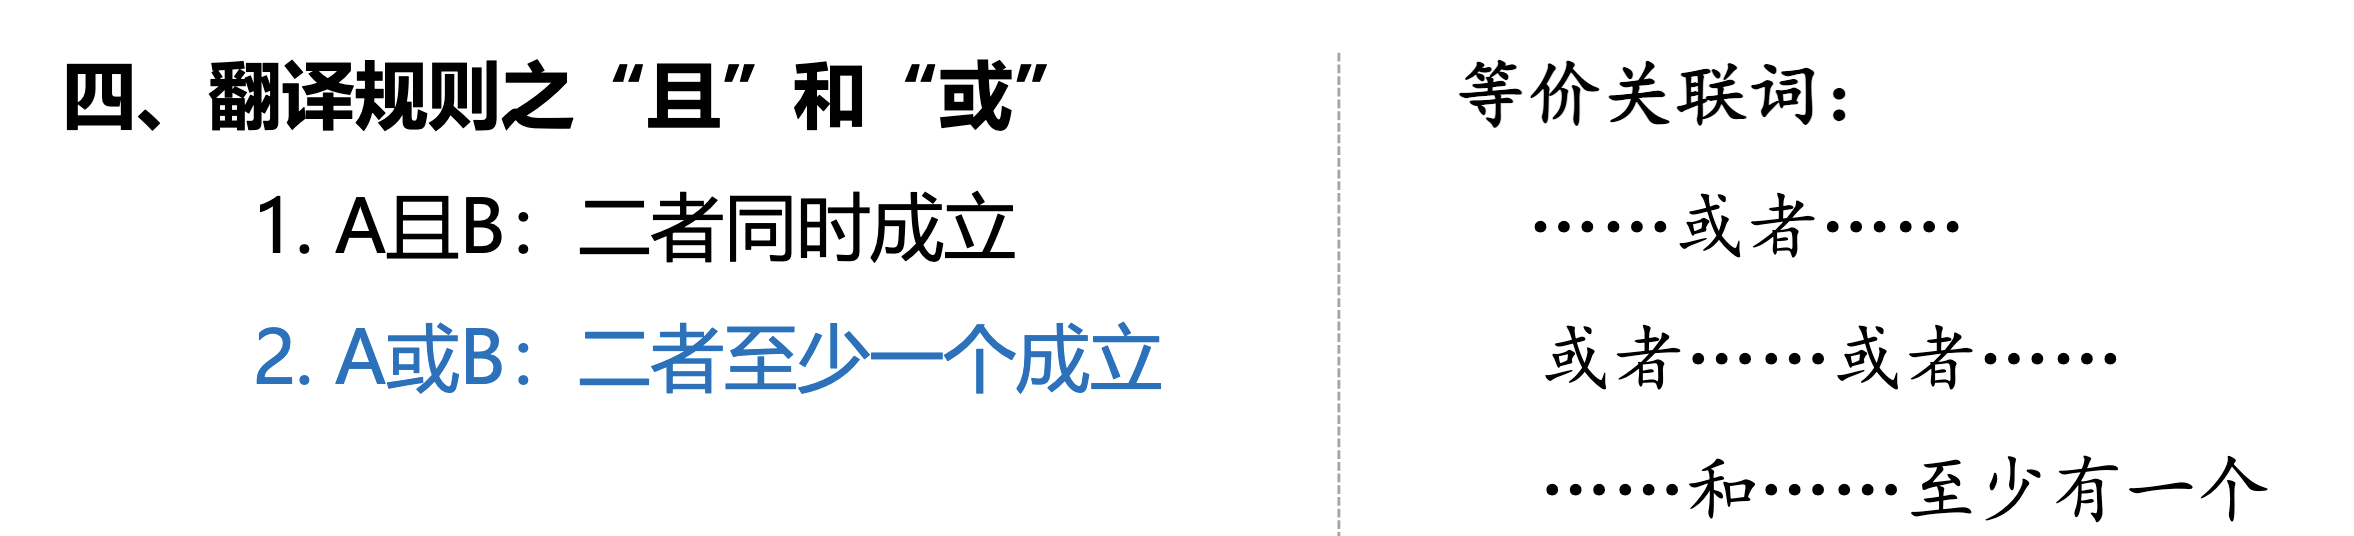 四、翻译规则之“且”和“或”
1. A且B：二者同时成立
2. A或B：二者至少一个成立
等价关联词：
……或者……
或者……或者……
……和……至少有一个